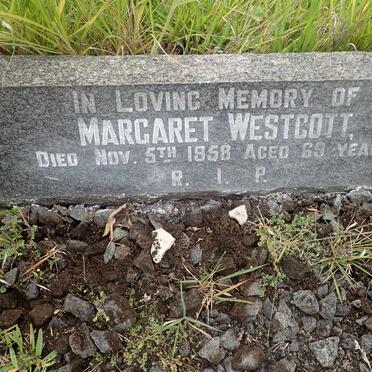 IN LOVING MEMORY OF
MARGARET WESTCOTT,
DIED NOV. 5TH 1958 AGED 69 YEA
R. I. P.